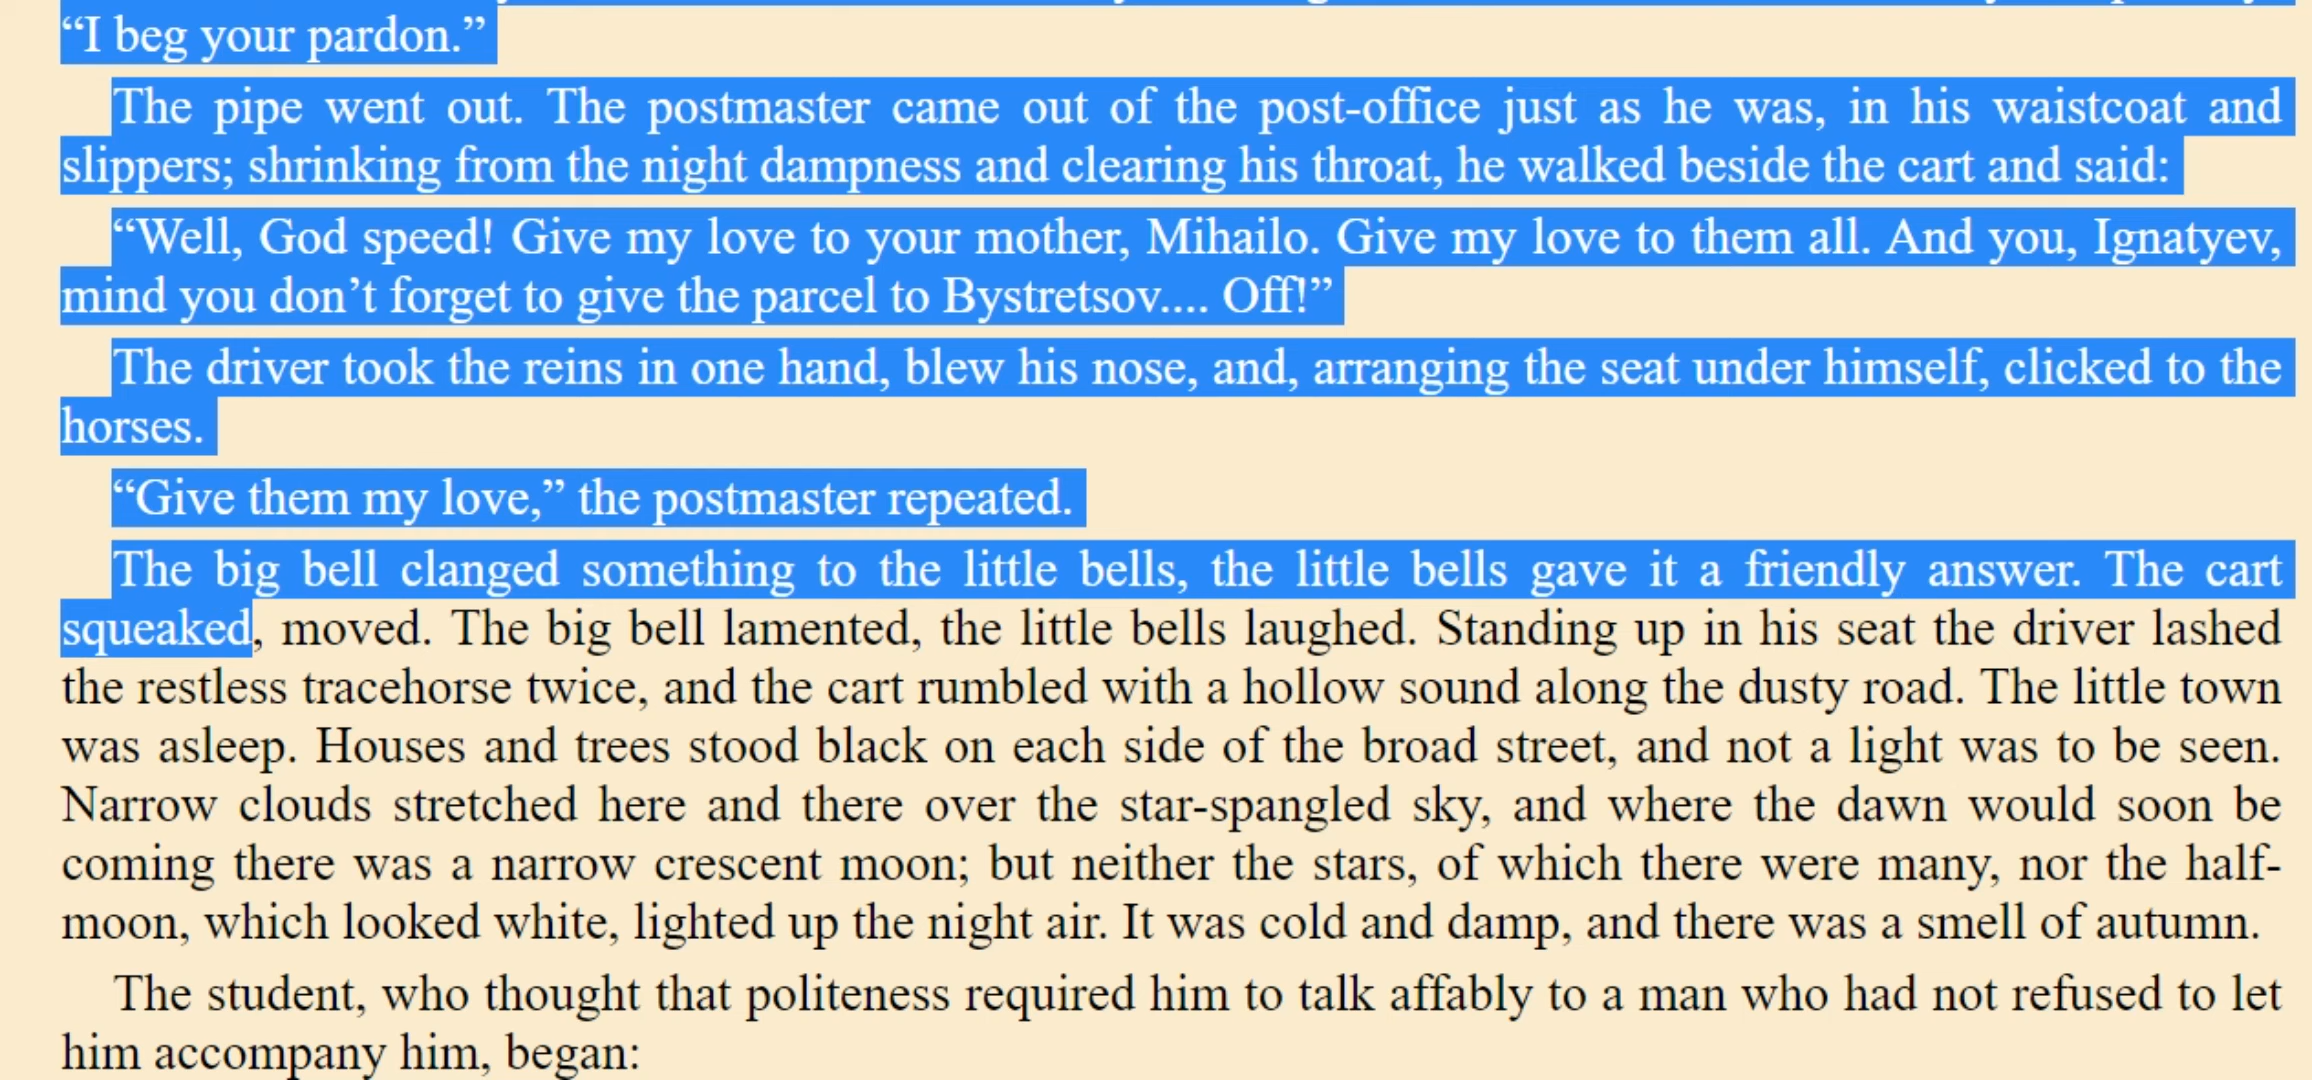 “I beg your pardon.”
The pipe went out. The postmaster came out of the post-office just as he was, in his waistcoat and
slippers; shrinking from the night dampness and clearing his throat, he walked beside the cart and said:
“Well, God speed! Give my love to your mother, Mihailo. Give my love to them all. And you, Ignatyev,
mind you don’t forget to give the parcel to Bystretsov.... Off!”
The driver took the reins in one hand, blew his nose, and, arranging the seat under himself, clicked to the
horses.
“Give them my love,” the postmaster repeated.
The big bell clanged something to the little bells, the little bells gave it a friendly answer. The cart
squeaked, moved. The big bell lamented, the little bells laughed. Standing up in his seat the driver lashed
the restless tracehorse twice, and the cart rumbled with a hollow sound along the dusty road. The little town
was asleep. Houses and trees stood black on each side of the broad street, and not a light was to be seen.
Narrow clouds stretched here and there over the star-spangled sky, and where the dawn would soon be
coming there was a narrow crescent moon; but neither the stars, of which there were many, nor the half-
moon, which looked white, lighted up the night air. It was cold and damp, and there was a smell of autumn.
The student, who thought that politeness required him to talk affably to a man who had not refused to let
him accompany him, began: